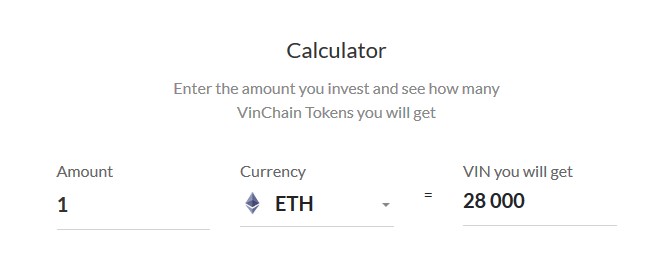 Calculator
Enter the amount you invest and see how many
VinChain Tokens you will get
Amount
Currency
VIN you will get
1
ETH
=
28 000